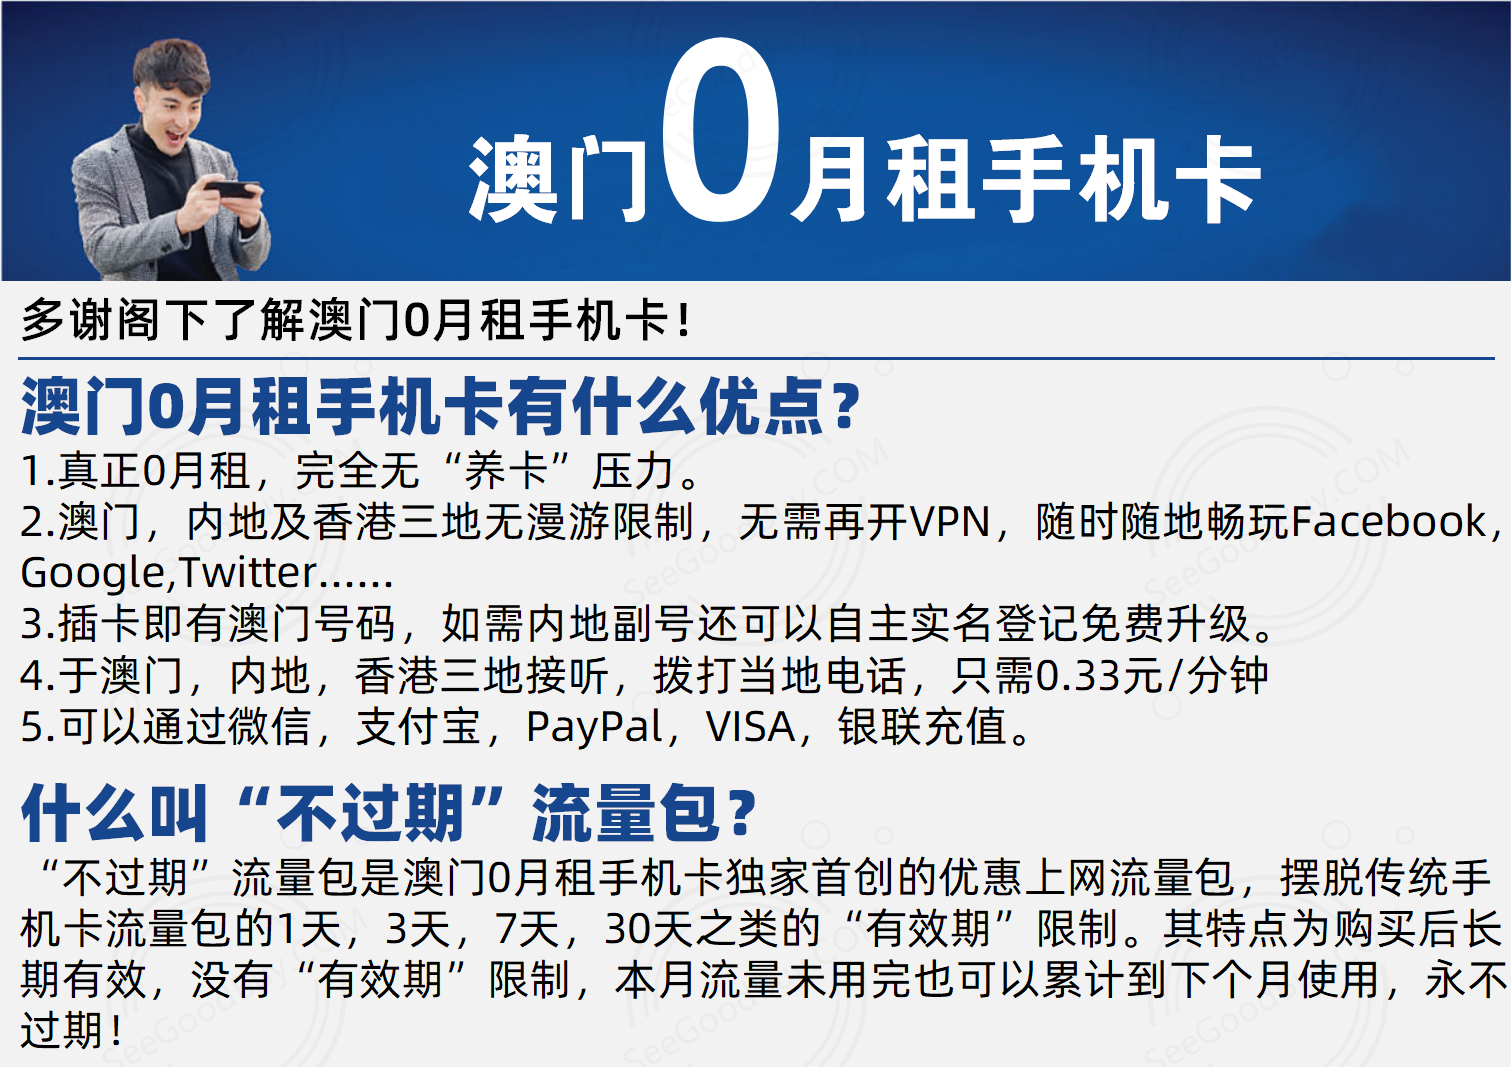 澳门0月租手机卡
多谢阁下了解澳门0月租手机卡！
澳门0月租手机卡有什么优点？
1.真正0月租，完全无“养卡”压力。
2.澳门，内地及香港三地无漫游限制，无需再开VPN，随时随地畅玩Facebook，
Google,Twitter......
3.插卡即有澳门号码，如需内地副号还可以自主实名登记免费升级。
4.于澳门，内地，香港三地接听，拨打当地电话，只需0.33元/分钟
5.可以通过微信，支付宝，PayPal，VISA，银联充值。
什么叫“不过期”流量包？
“不过期”流量包是澳门0月租手机卡独家首创的优惠上网流量包，摆脱传统手
机卡流量包的1天，3天，7天，30天之类的“有效期”限制。其特点为购买后长
期有效，没有“有效期”限制，本月流量未用完也可以累计到下个月使用，永不
过期！